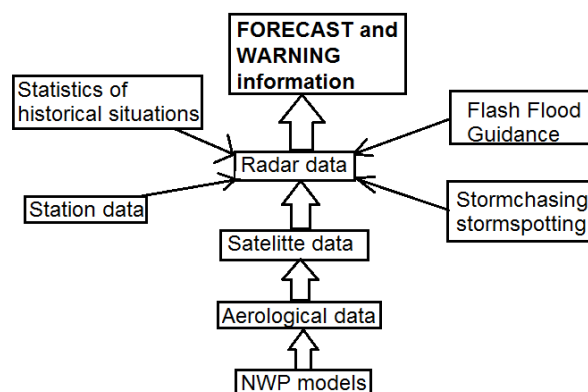 FORECAST and
WARNING
information
Statistics of
historical situations
Flash Flood
Guidance
Radar data
Station data
Stormchasing
stormspotting
Satelitte data
Aerological data
NWP models